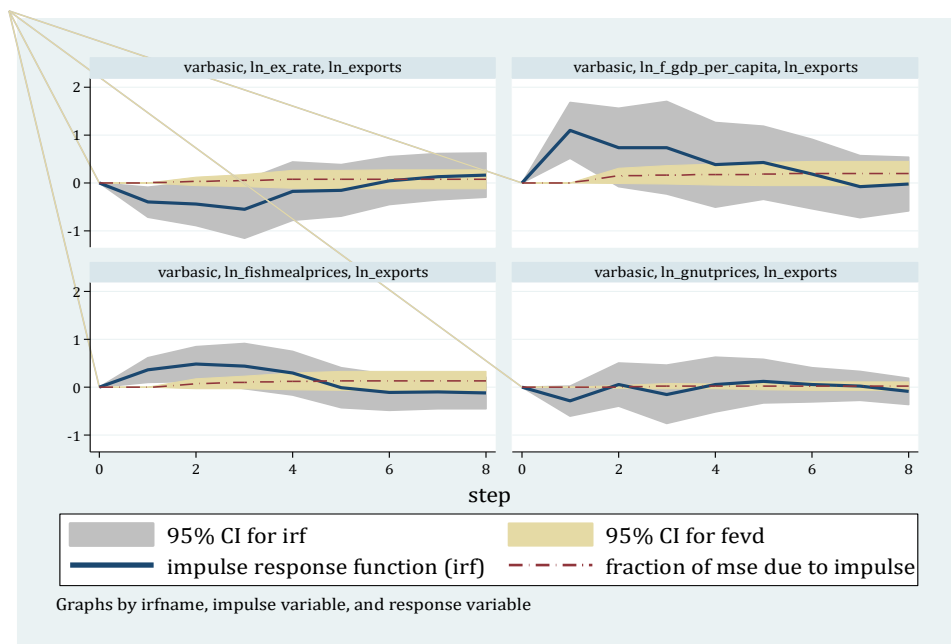 varbasic, ln_ex_rate, ln_exports
varbasic, ln_f_gdp_per_capita, ln_exports
2
1
0
-1
varbasic, ln_fishmealprices, ln_exports
varbasic, ln_gnutprices, ln_exports
2
1
0
-1
0 2 4 6 8 0 2 4 6 8
step
95% CI for irf
95% CI for fevd
impulse response function (irf)
fraction of mse due to impulse
Graphs by irfname, impulse variable, and response variable